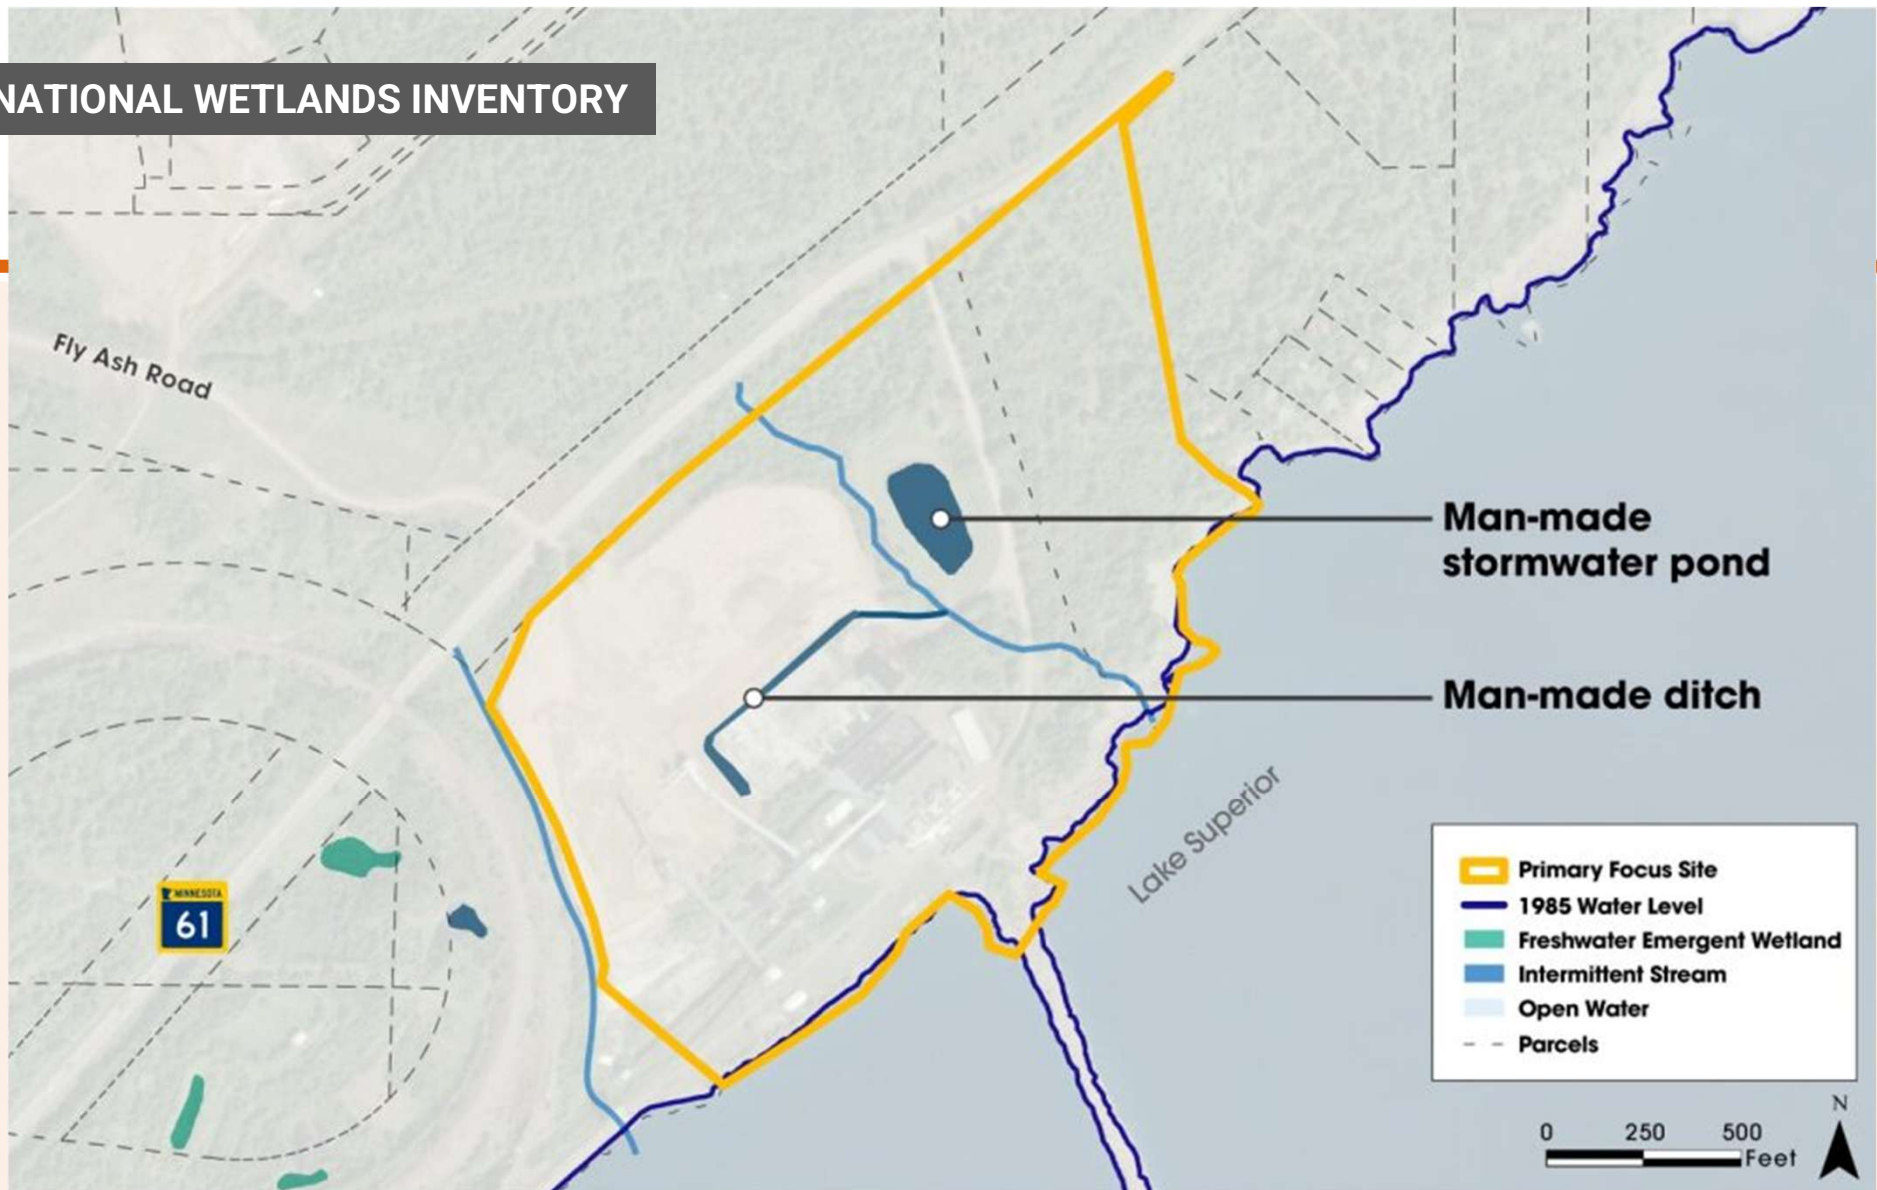 NATIONAL WETLANDS INVENTORY
Fly Ash Road
Man-made
stormwater pond
Man-made ditch
Lake Superior
MINNESOTA
61
Primary Focus Site
1985 Water Level
Freshwater Emergent Wetland
Intermittent Stream
Open Water
Parcels
N
0 250 500
Feet